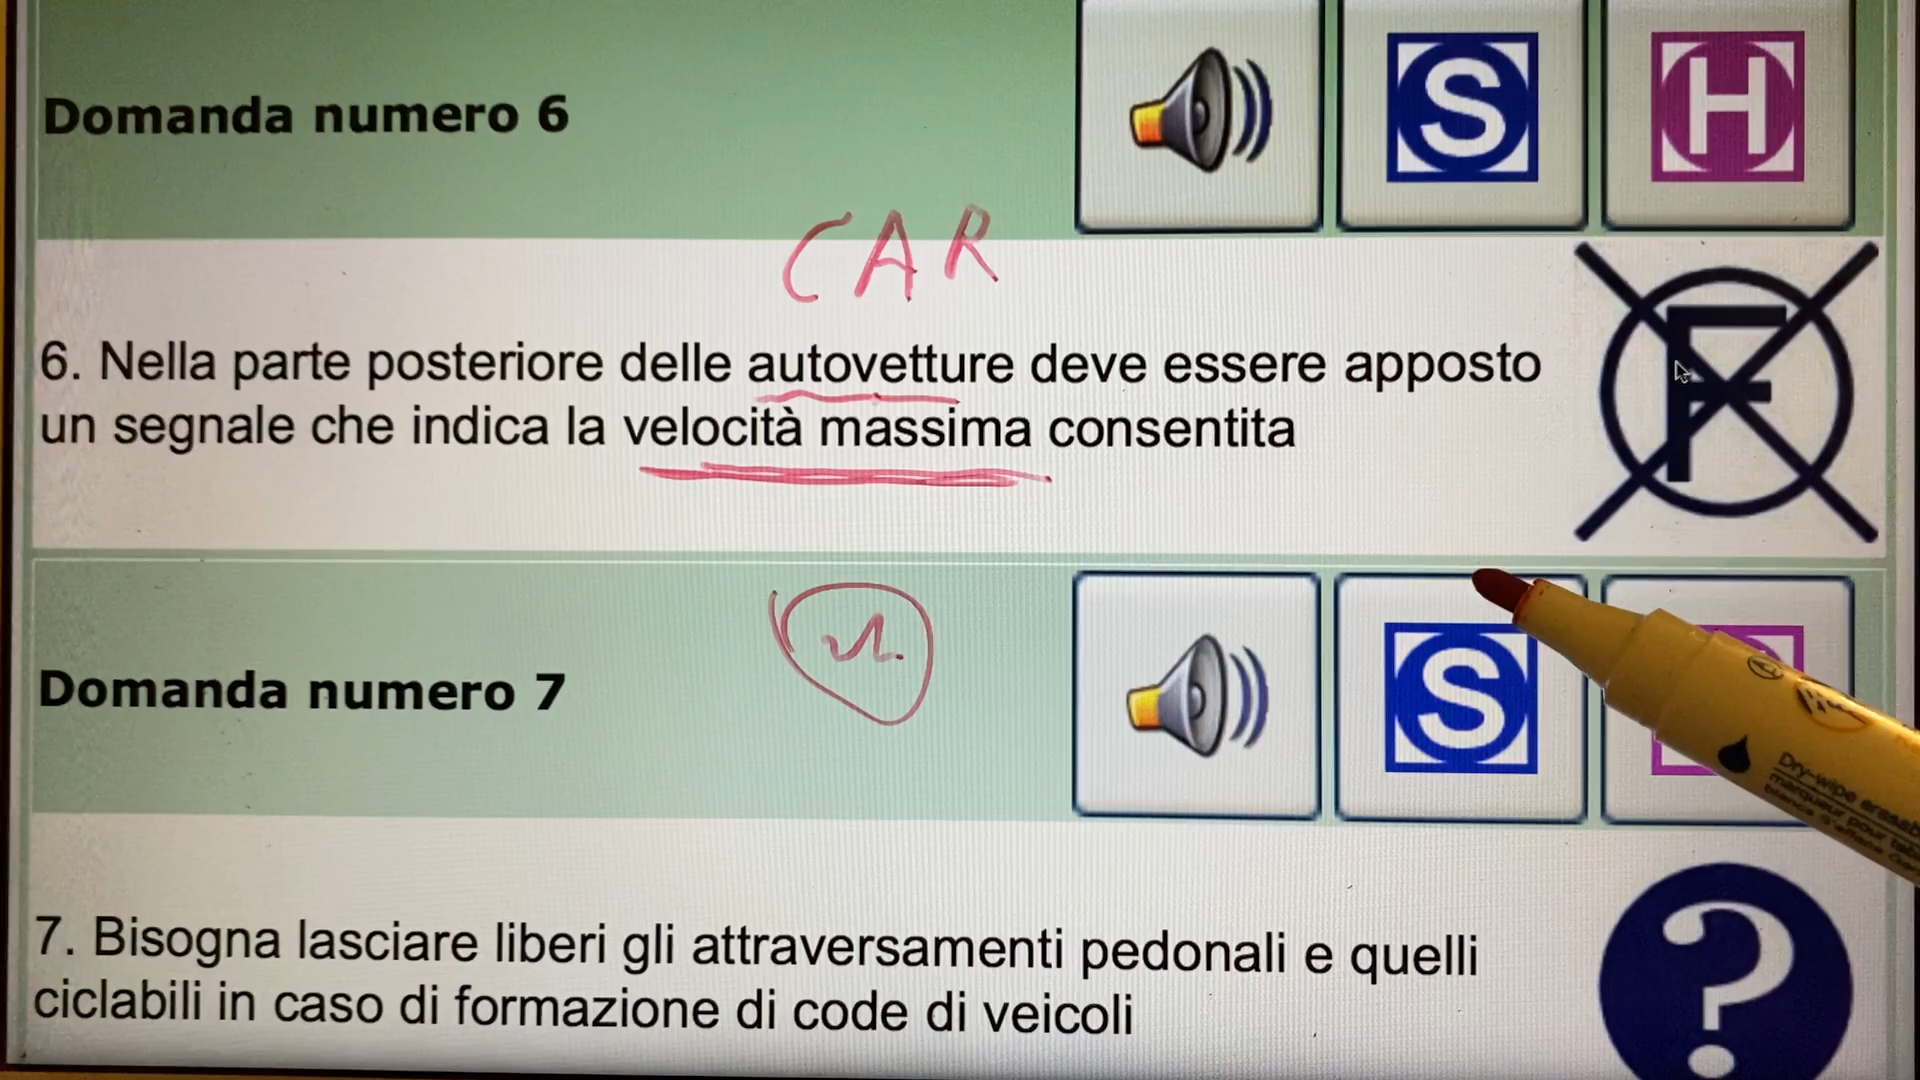 Domanda numero 6
S
H
CAR
6. Nella parte posteriore delle autovetture deve essere apposto
un segnale che indica la velocità massima consentita
F
Domanda numero 7
S
7. Bisogna lasciare liberi gli attraversamenti pedonali e quelli
ciclabili in caso di formazione di code di veicoli
?
Dry-wipe